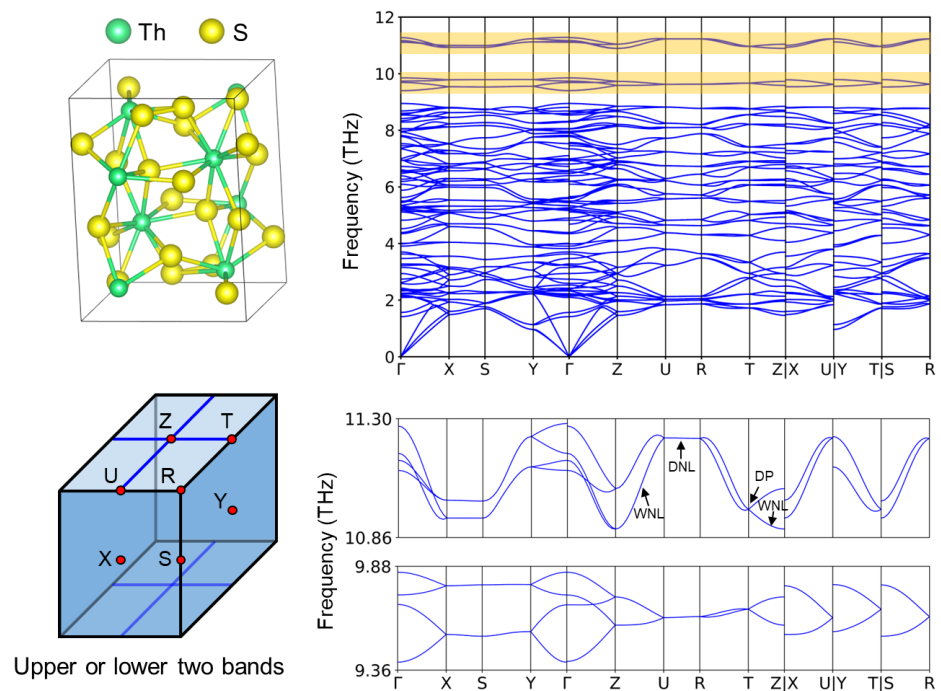 Th S
12
10
8
6
4
2
0
Frequency (THz)
Γ X S Y Γ Z U R T Z|X U|Y T|S R
Z T
U R
Y
X S
Upper or lower two bands
11.30
10.86
Frequency (THz)
WNL
DNL
DP
WNL
9.88
9.36
Γ X S Y Γ Z U R T Z|X U|Y T|S R